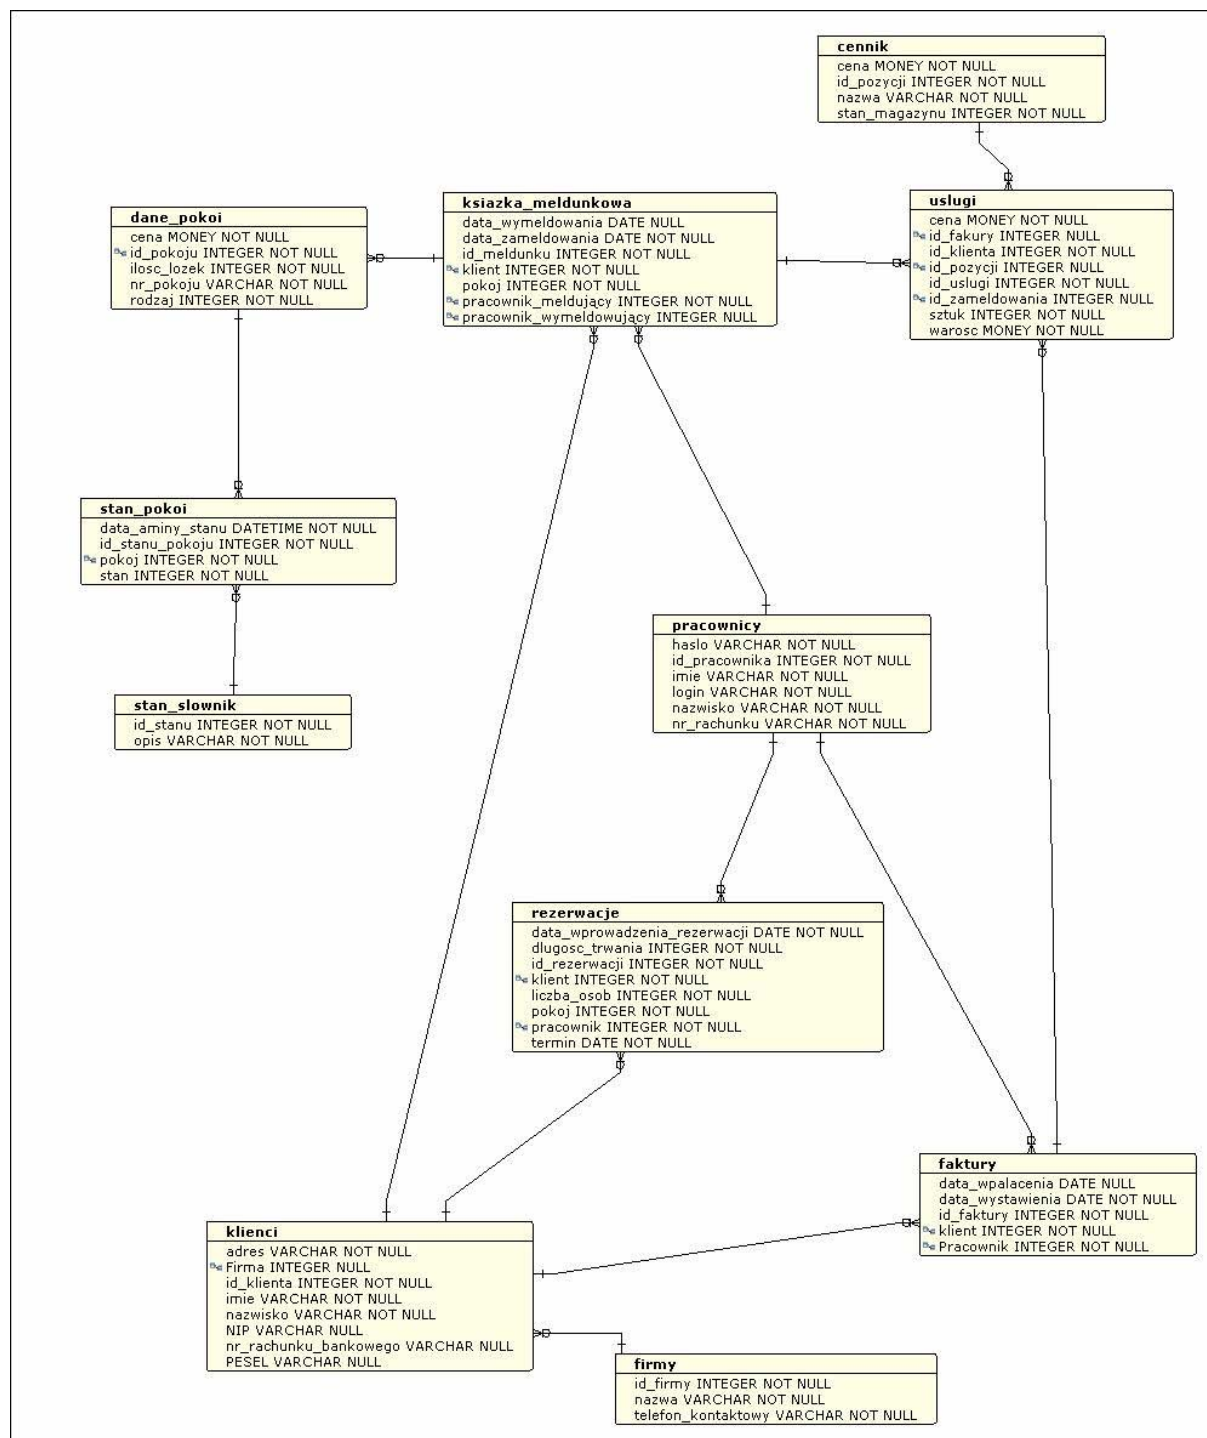 cennik
cena MONEY NOT NULL
id_pozycji INTEGER NOT NULL
nazwa VARCHAR NOT NULL
stan_magazynu INTEGER NOT NULL
dane_pokoi
cena MONEY NOT NULL
id_pokoju INTEGER NOT NULL
ilosc_lozek INTEGER NOT NULL
nr_pokoju VARCHAR NOT NULL
rodzaj INTEGER NOT NULL
ksiazka_meldunkowa
data_wymeldowania DATE NULL
data_zameldowania DATE NOT NULL
id_meldunku INTEGER NOT NULL
klient INTEGER NOT NULL
pokoj INTEGER NOT NULL
pracownik_meldujący INTEGER NOT NULL
pracownik_wymeldowujący INTEGER NULL
uslugi
cena MONEY NOT NULL
id_fakury INTEGER NULL
id_klienta INTEGER NOT NULL
id_pozycji INTEGER NULL
id_uslugi INTEGER NOT NULL
id_zameldowania INTEGER NULL
sztuk INTEGER NOT NULL
warosc MONEY NOT NULL
stan_pokoi
data_aminy_stanu DATETIME NOT NULL
id_stanu_pokoju INTEGER NOT NULL
pokoj INTEGER NOT NULL
stan INTEGER NOT NULL
stan_slownik
id_stanu INTEGER NOT NULL
opis VARCHAR NOT NULL
pracownicy
haslo VARCHAR NOT NULL
id_pracownika INTEGER NOT NULL
imie VARCHAR NOT NULL
login VARCHAR NOT NULL
nazwisko VARCHAR NOT NULL
nr_rachunku VARCHAR NOT NULL
rezerwacje
data_wprowadzenia_rezerwacji DATE NOT NULL
dlugosc_trwania INTEGER NOT NULL
id_rezerwacji INTEGER NOT NULL
klient INTEGER NOT NULL
liczba_osob INTEGER NOT NULL
pokoj INTEGER NOT NULL
pracownik INTEGER NOT NULL
termin DATE NOT NULL
faktury
data_wpalacenia DATE NULL
data_wystawienia DATE NOT NULL
id_faktury INTEGER NOT NULL
klient INTEGER NOT NULL
Pracownik INTEGER NOT NULL
klienci
adres VARCHAR NOT NULL
Firma INTEGER NULL
id_klienta INTEGER NOT NULL
imie VARCHAR NOT NULL
nazwisko VARCHAR NOT NULL
NIP VARCHAR NULL
nr_rachunku_bankowego VARCHAR NULL
PESEL VARCHAR NULL
firmy
id_firmy INTEGER NOT NULL
nazwa VARCHAR NOT NULL
telefon_kontaktowy VARCHAR NOT NULL